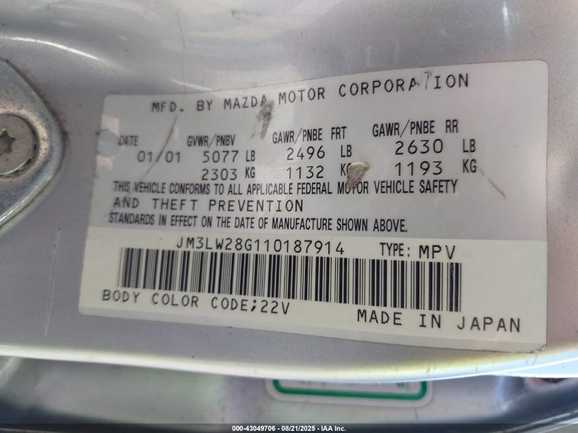 MFD. BY MAZDA MOTOR CORPORATION
DATE GVWR/PNBV GAWR/PNBE FRT GAWR/PNBE RR
01/01 5077 LB 2496 LB 2630 LB
2303 KG 1132 KG 1193 KG
THIS VEHICLE CONFORMS TO ALL APPLICABLE FEDERAL MOTOR VEHICLE SAFETY
AND THEFT PREVENTION
STANDARDS IN EFFECT ON THE DATE OF MANUFACTURE SHOWN ABOVE.
JM3LW28G110187914 TYPE: MPV
BODY COLOR CODE;22V
MADE IN JAPAN
000-43049706 - 08/21/2025 - IAA Inc.